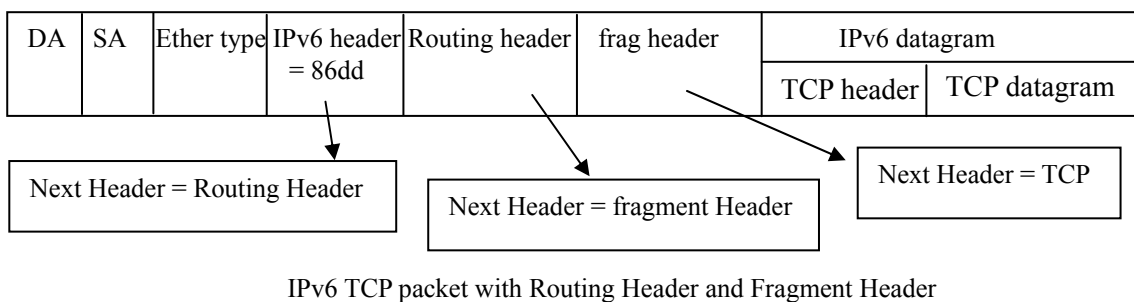 DA SA Ether type IPv6 header Routing header frag header IPv6 datagram
= 86dd
TCP header TCP datagram
Next Header = Routing Header
Next Header = fragment Header
Next Header = TCP
IPv6 TCP packet with Routing Header and Fragment Header